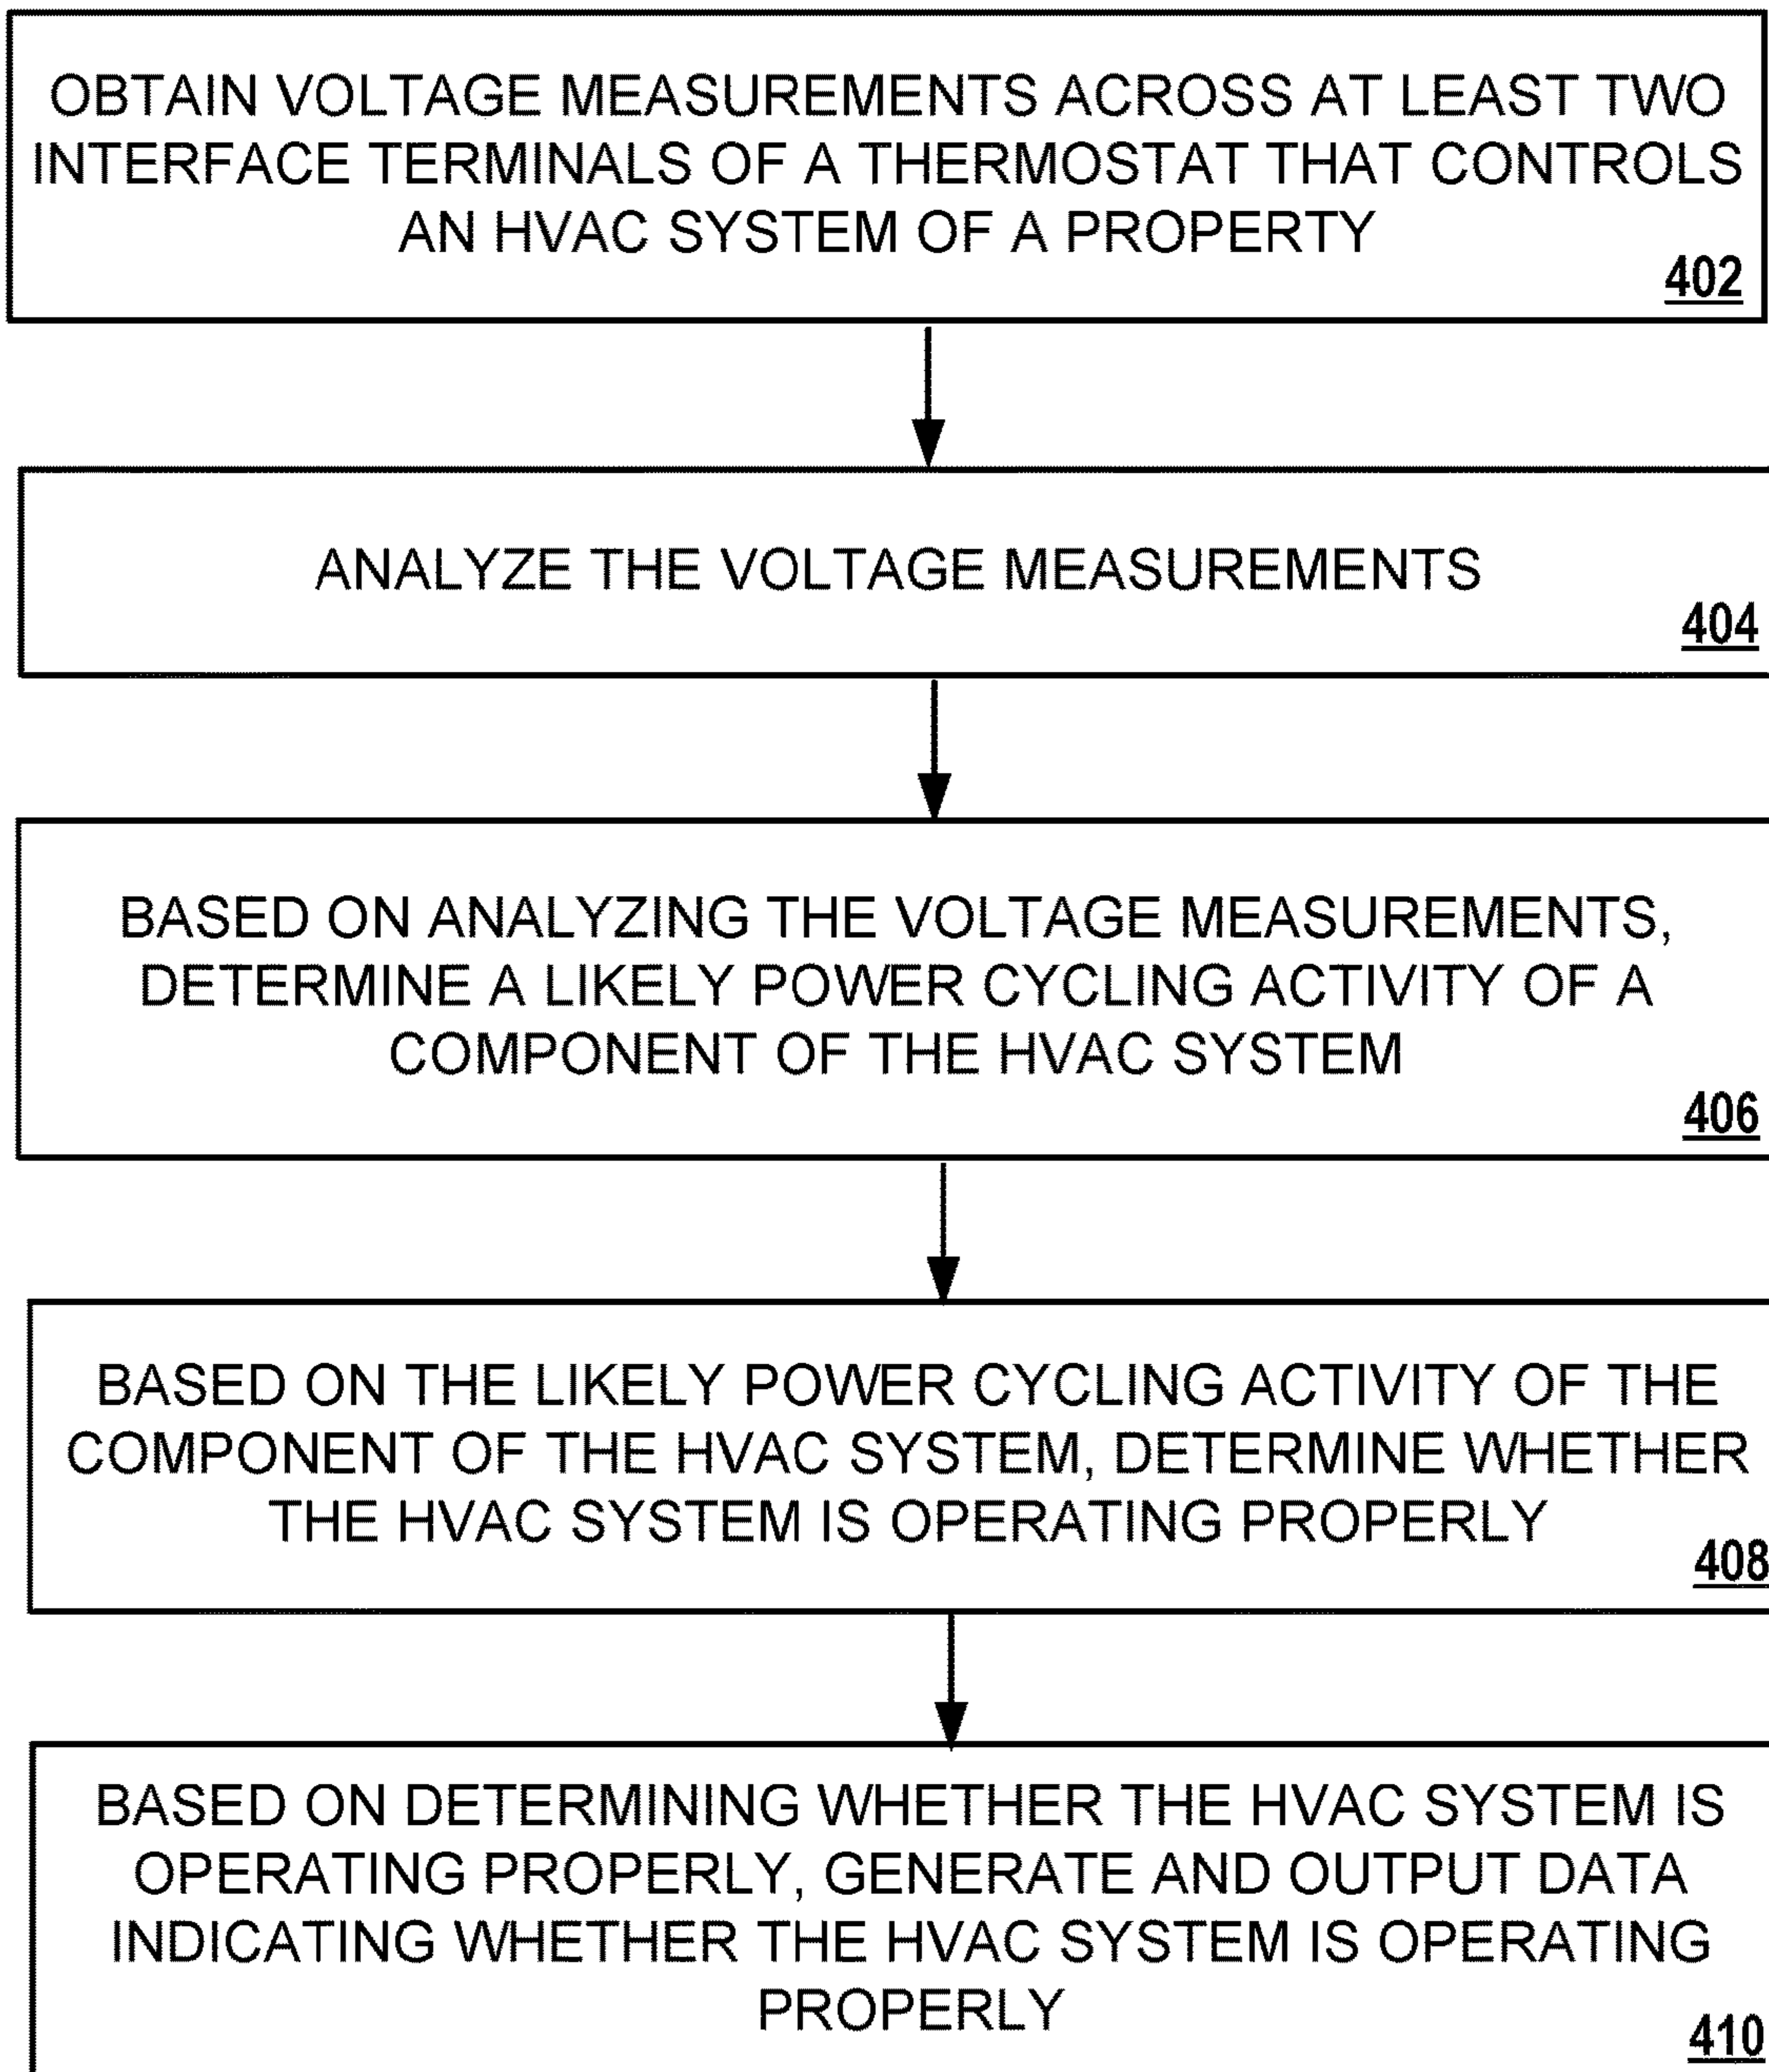 OBTAIN VOLTAGE MEASUREMENTS ACROSS AT LEAST TWO
INTERFACE TERMINALS OF A THERMOSTAT THAT CONTROLS
AN HVAC SYSTEM OF A PROPERTY
402
ANALYZE THE VOLTAGE MEASUREMENTS
404
BASED ON ANALYZING THE VOLTAGE MEASUREMENTS,
DETERMINE A LIKELY POWER CYCLING ACTIVITY OF A
COMPONENT OF THE HVAC SYSTEM
406
BASED ON THE LIKELY POWER CYCLING ACTIVITY OF THE
COMPONENT OF THE HVAC SYSTEM, DETERMINE WHETHER
THE HVAC SYSTEM IS OPERATING PROPERLY
408
BASED ON DETERMINING WHETHER THE HVAC SYSTEM IS
OPERATING PROPERLY, GENERATE AND OUTPUT DATA
INDICATING WHETHER THE HVAC SYSTEM IS OPERATING
PROPERLY
410